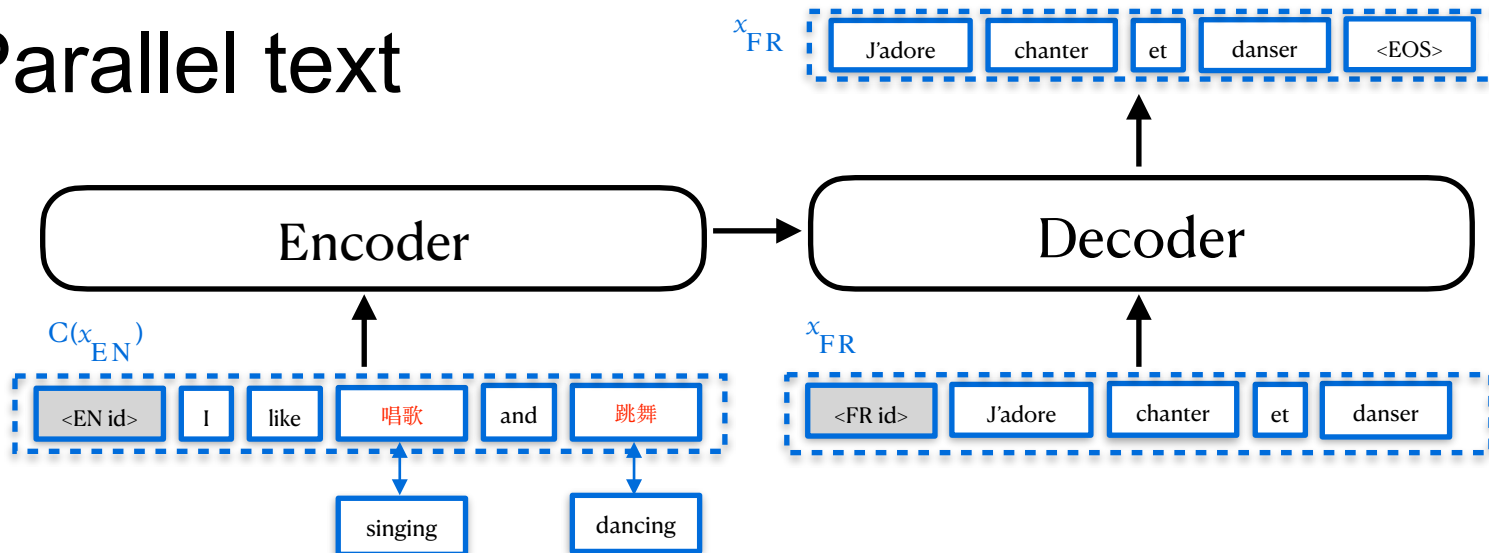 Parallel text
x_FR
J'adore chanter et danser <EOS>
Encoder
Decoder
C(x_EN)
<EN id> I like 唱歌 and 跳舞
singing dancing
x_FR
<FR id> J'adore chanter et danser